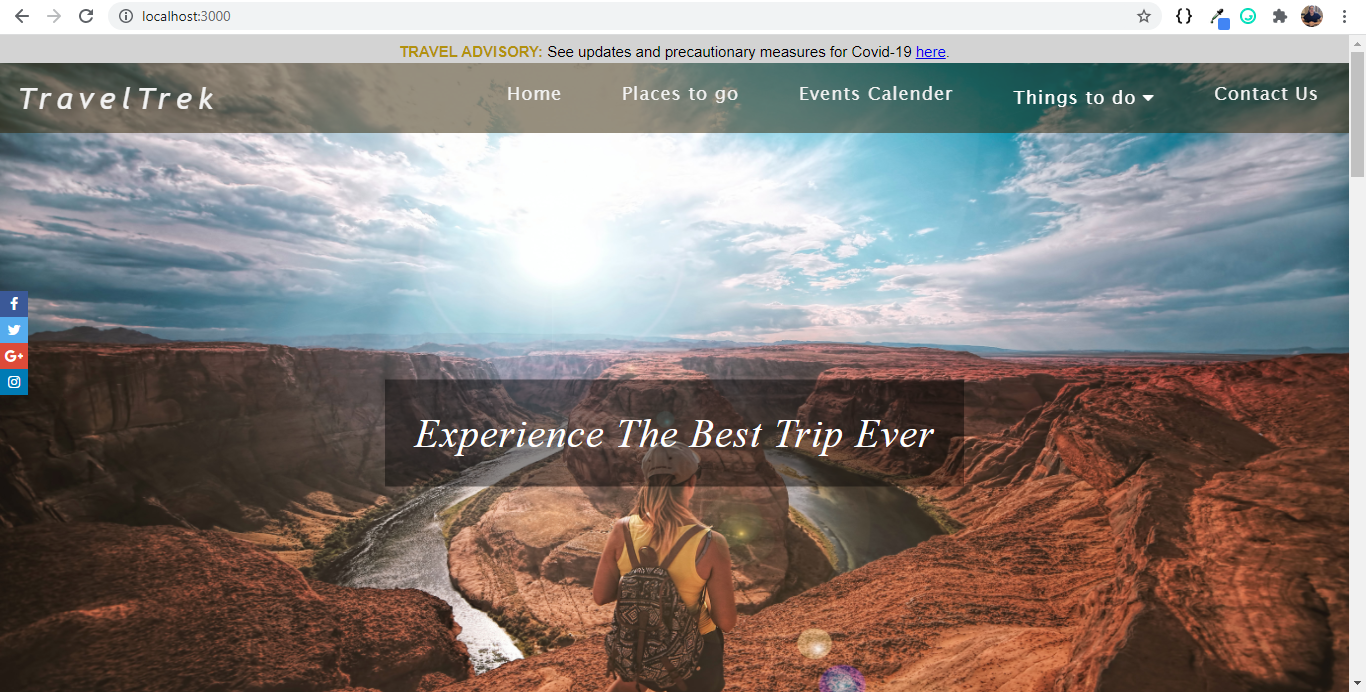 localhost:3000
TRAVEL ADVISORY: See updates and precautionary measures for Covid-19 here.
TravelTrek
Home
Places to go
Events Calender
Things to do
Contact Us
G+
Experience The Best Trip Ever